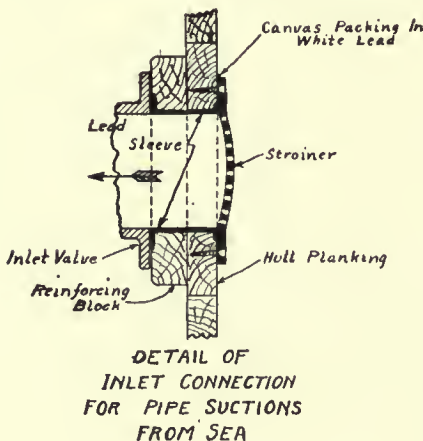 Canvas Packing In
White Lead
Lead
Sleeve
Strainer
Inlet Valve
Hull Planking
Reinforcing
Block
DETAIL OF
INLET CONNECTION
FOR PIPE SUCTIONS
FROM SEA